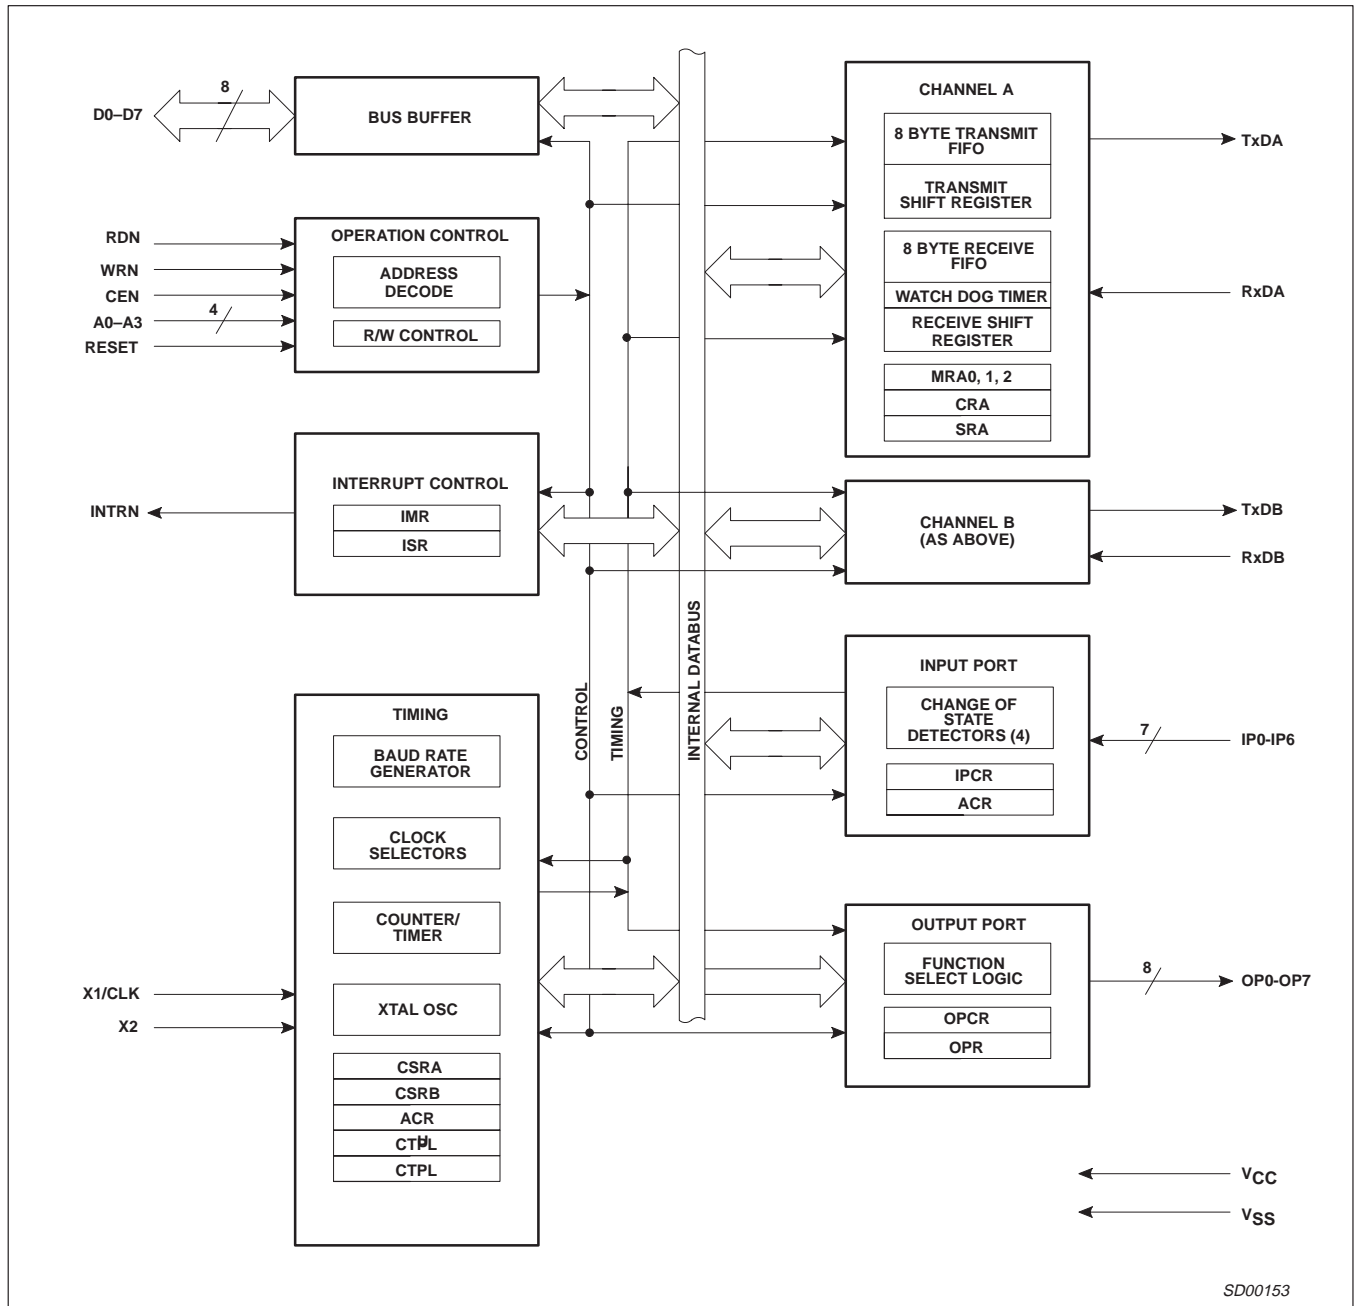 D0–D7
8
BUS BUFFER
RDN
WRN
CEN
A0–A3
4
RESET
OPERATION CONTROL
ADDRESS
DECODE
R/W CONTROL
INTRN
INTERRUPT CONTROL
IMR
ISR
TIMING
BAUD RATE
GENERATOR
CLOCK
SELECTORS
COUNTER/
TIMER
X1/CLK
X2
XTAL OSC
CSRA
CSRB
ACR
CTPL
CTPL
CONTROL
TIMING
INTERNAL DATABUS
CHANNEL A
8 BYTE TRANSMIT
FIFO
TRANSMIT
SHIFT REGISTER
8 BYTE RECEIVE
FIFO
WATCH DOG TIMER
RECEIVE SHIFT
REGISTER
MRA0, 1, 2
CRA
SRA
TxDA
RxDA
CHANNEL B
(AS ABOVE)
TxDB
RxDB
INPUT PORT
CHANGE OF
STATE
DETECTORS (4)
IPCR
ACR
7
IP0-IP6
OUTPUT PORT
FUNCTION
SELECT LOGIC
OPCR
OPR
8
OP0-OP7
VCC
VSS
SD00153